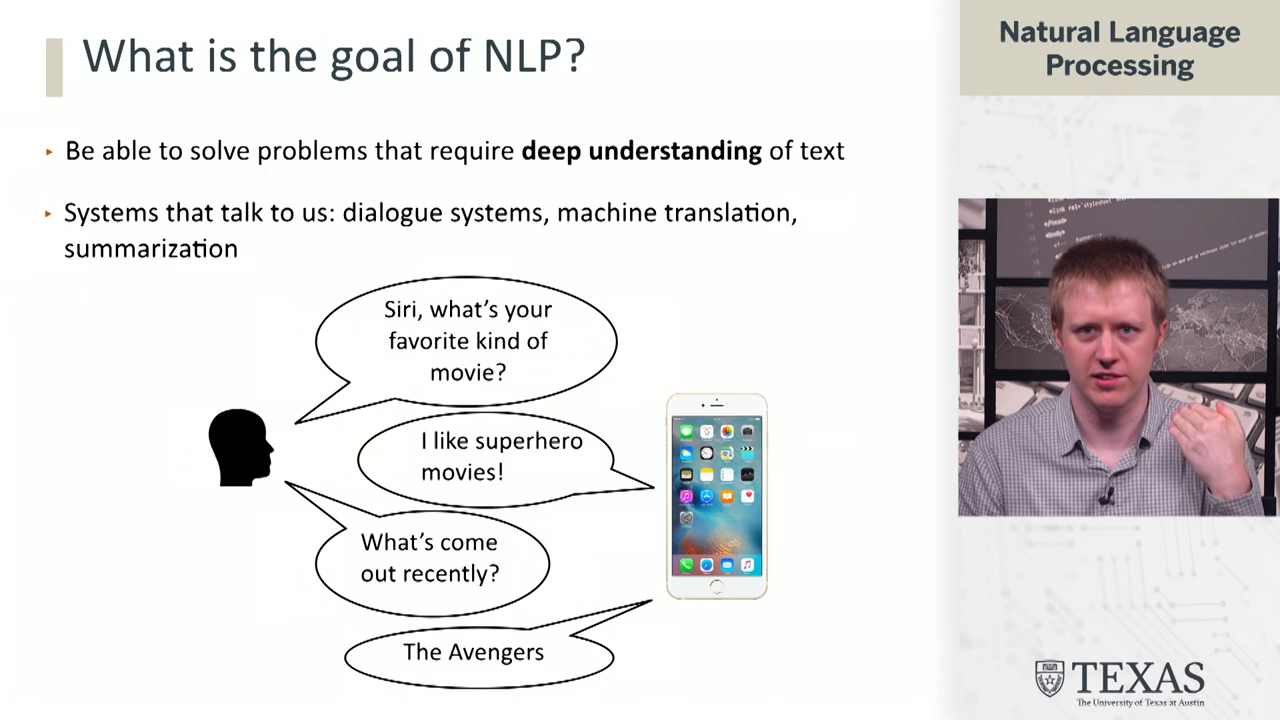 What is the goal of NLP?
Be able to solve problems that require deep understanding of text
Systems that talk to us: dialogue systems, machine translation,
summarization
Siri, what's your
favorite kind of
movie?
I like superhero
movies!
What's come
out recently?
The Avengers
Natural Language
Processing
TEXAS
The University of Texas at Austin